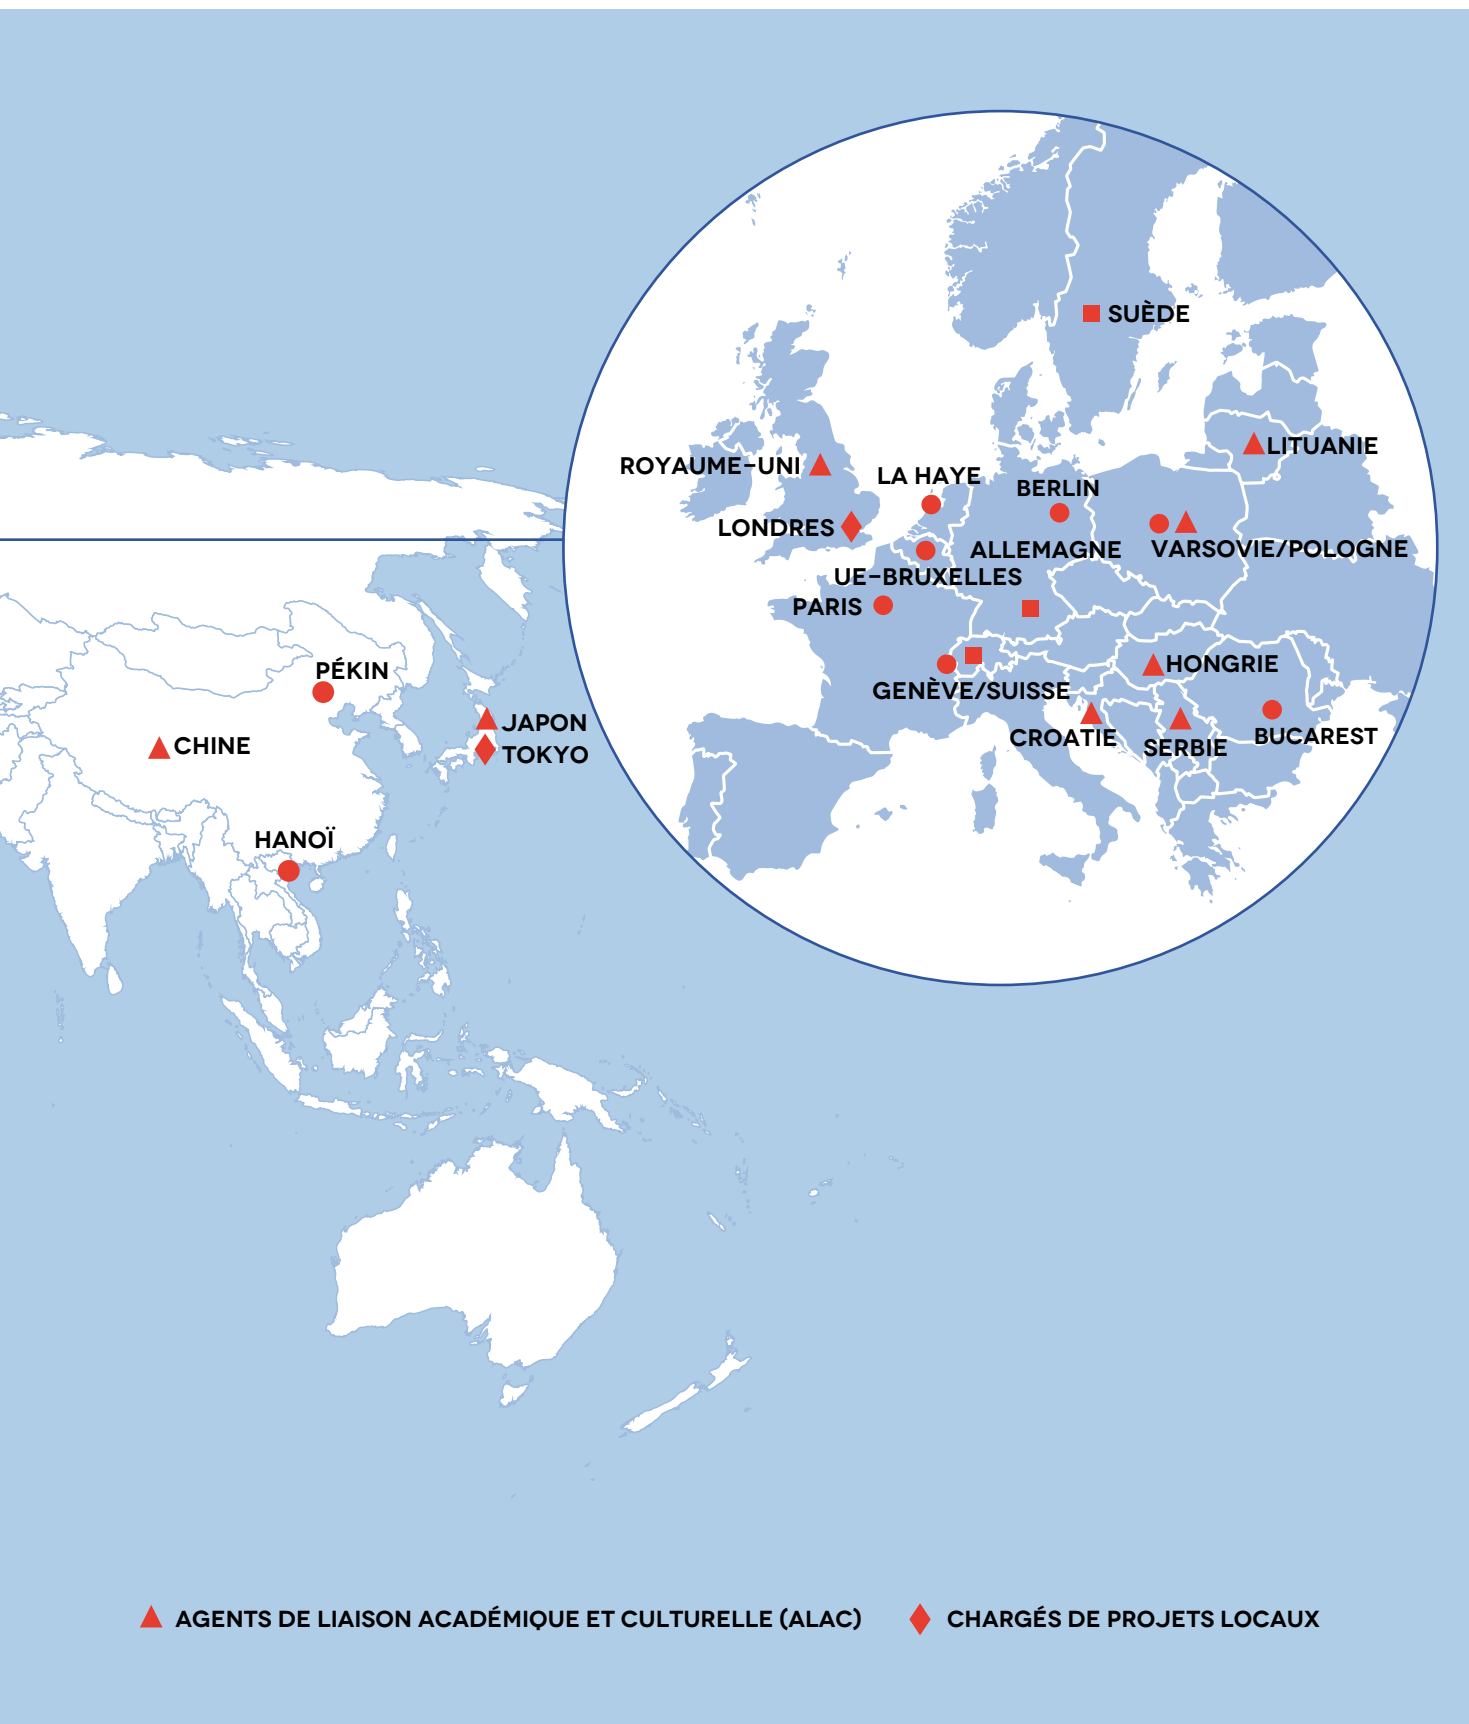 SUÈDE
LITUANIE
ROYAUME-UNI
LA HAYE
BERLIN
LONDRES
ALLEMAGNE
VARSOVIE/POLOGNE
UE-BRUXELLES
PARIS
HONGRIE
PÉKIN
GENÈVE/SUISSE
JAPON
CROATIE
BUCAREST
CHINE
SERBIE
TOKYO
HANOÏ
AGENTS DE LIAISON ACADÉMIQUE ET CULTURELLE (ALAC)
CHARGÉS DE PROJETS LOCAUX